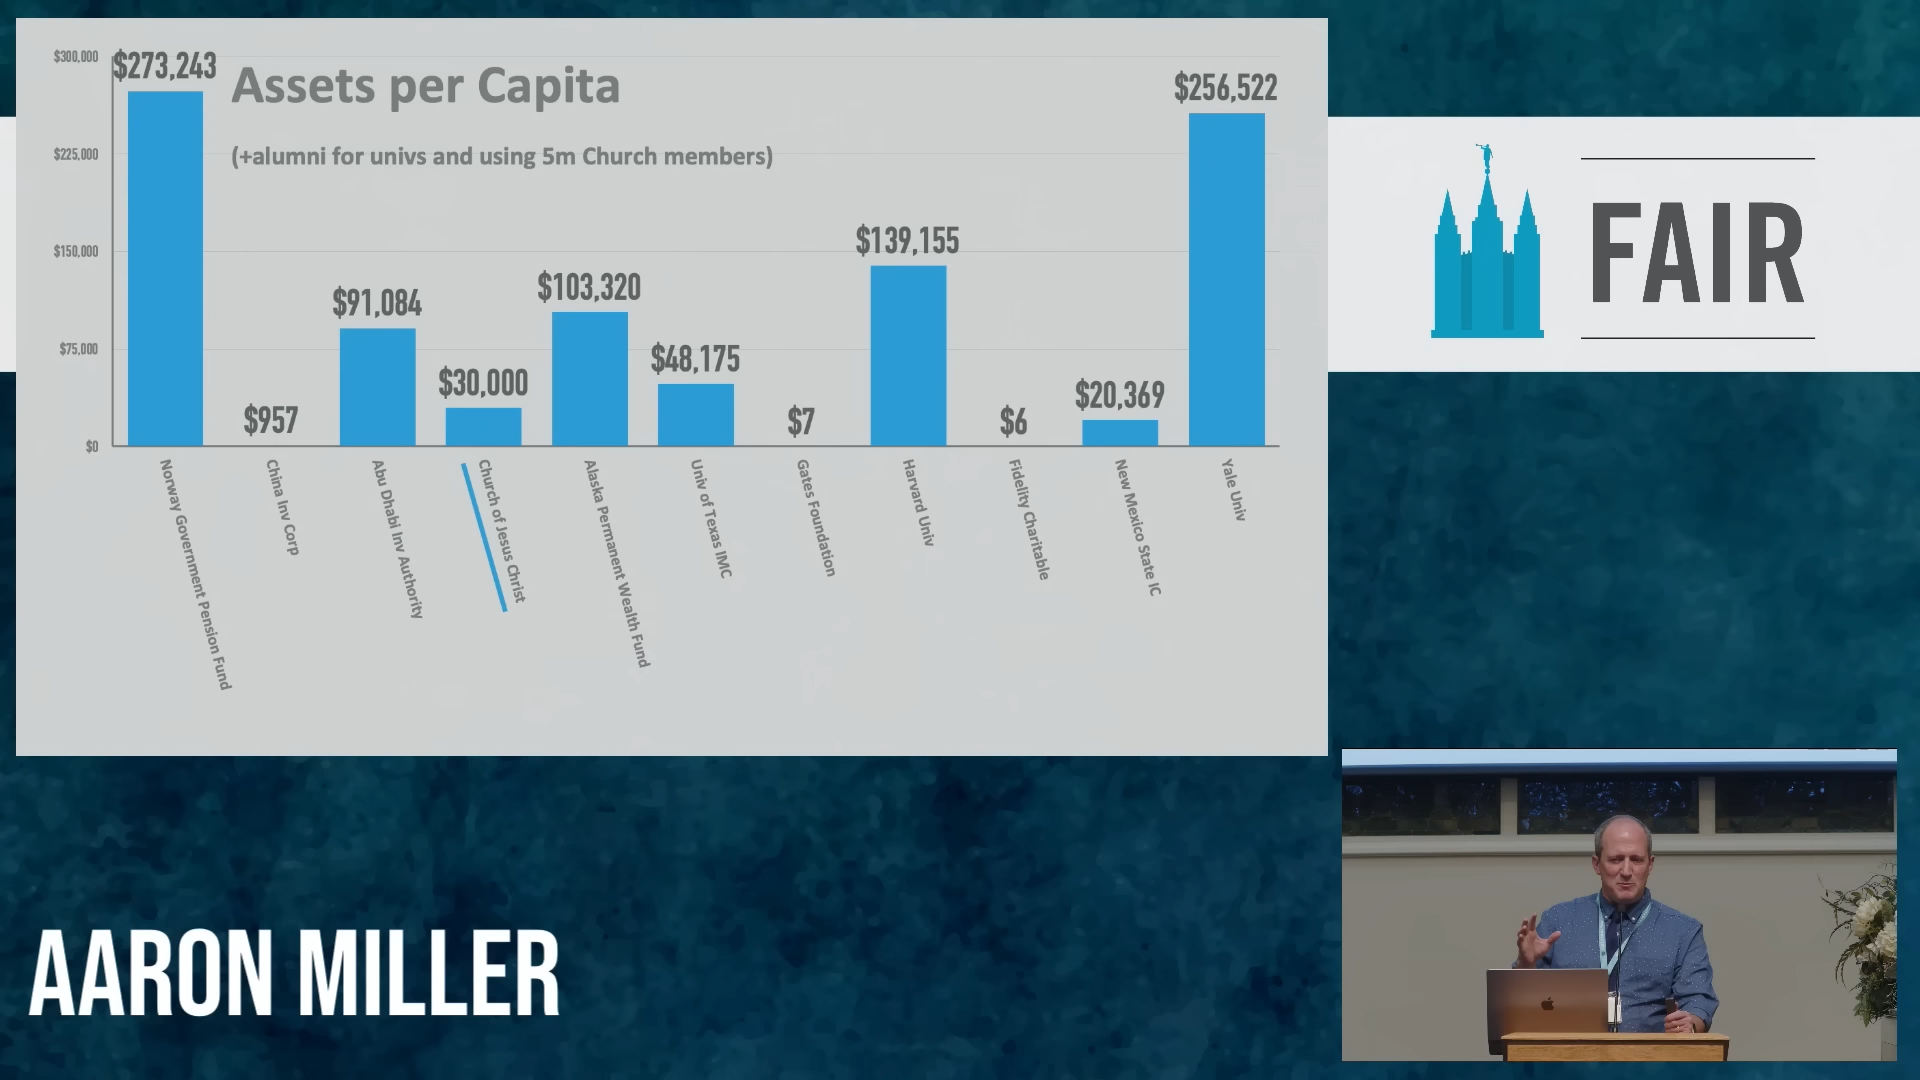 $300,000
$225,000
$150,000
$75,000
$0
Assets per Capita
(+alumni for univs and using 5m Church members)
$273,243
$957
$91,084
$30,000
$103,320
$48,175
$7
$139,155
$6
$20,369
$256,522
Norway Government Pension Fund
China Inv Corp
Abu Dhabi Inv Authority
Church of Jesus Christ
Alaska Permanent Wealth Fund
Univ of Texas IMC
Gates Foundation
Harvard Univ
Fidelity Charitable
New Mexico State IC
Yale Univ
FAIR
AARON MILLER